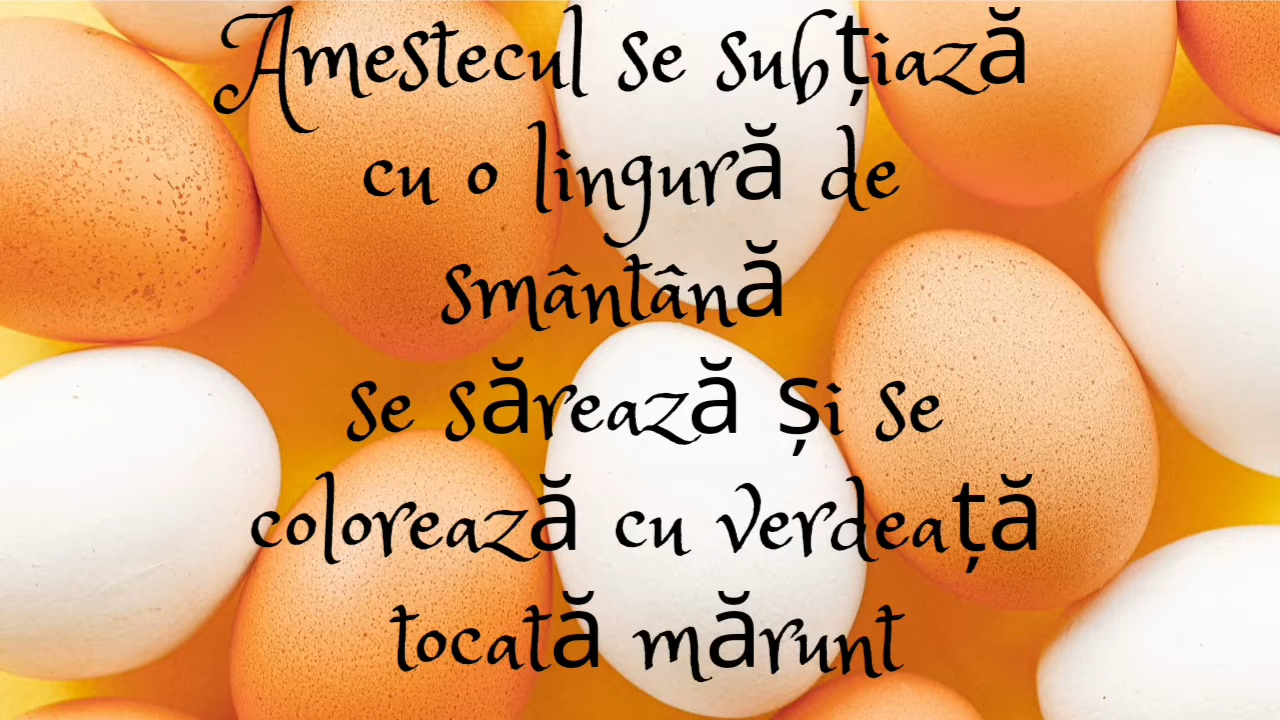 Amestecul se subțiază
cu o lingură de
smântână
se sărează și se
colorează cu verdeață
tocată mărunt